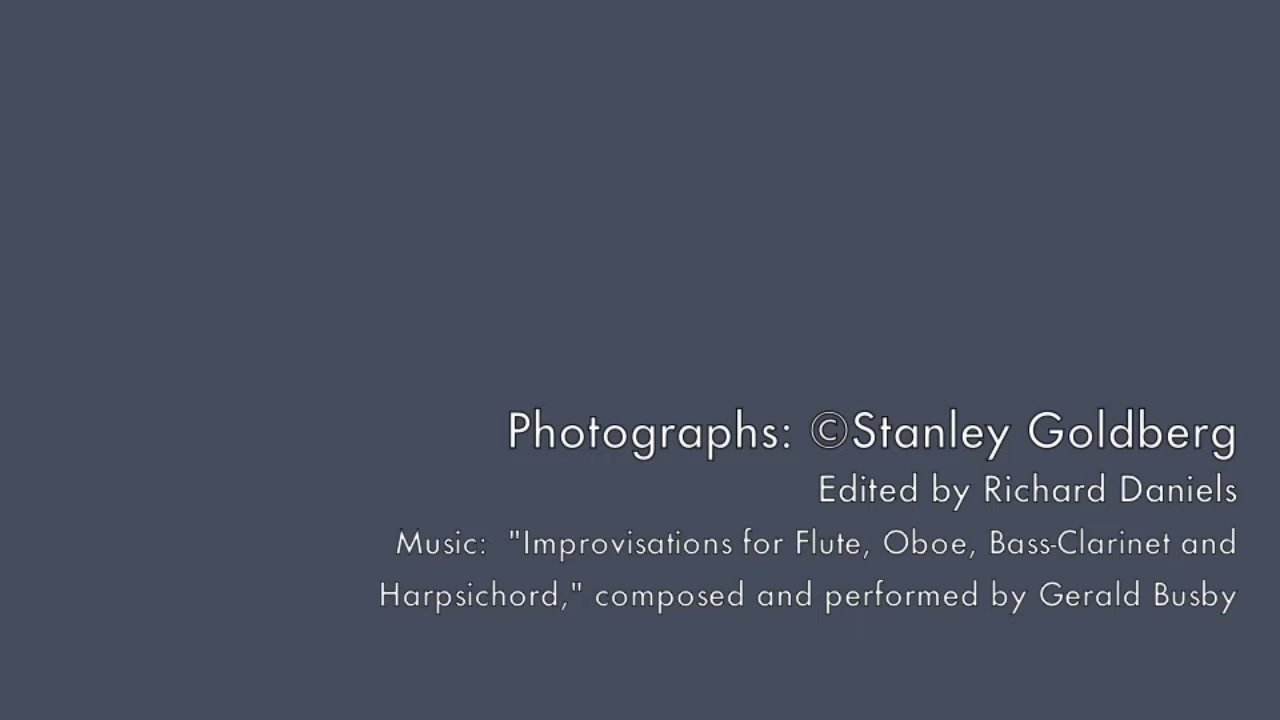 Photographs: ©Stanley Goldberg
Edited by Richard Daniels
Music:  "Improvisations for Flute, Oboe, Bass-Clarinet and
Harpsichord," composed and performed by Gerald Busby